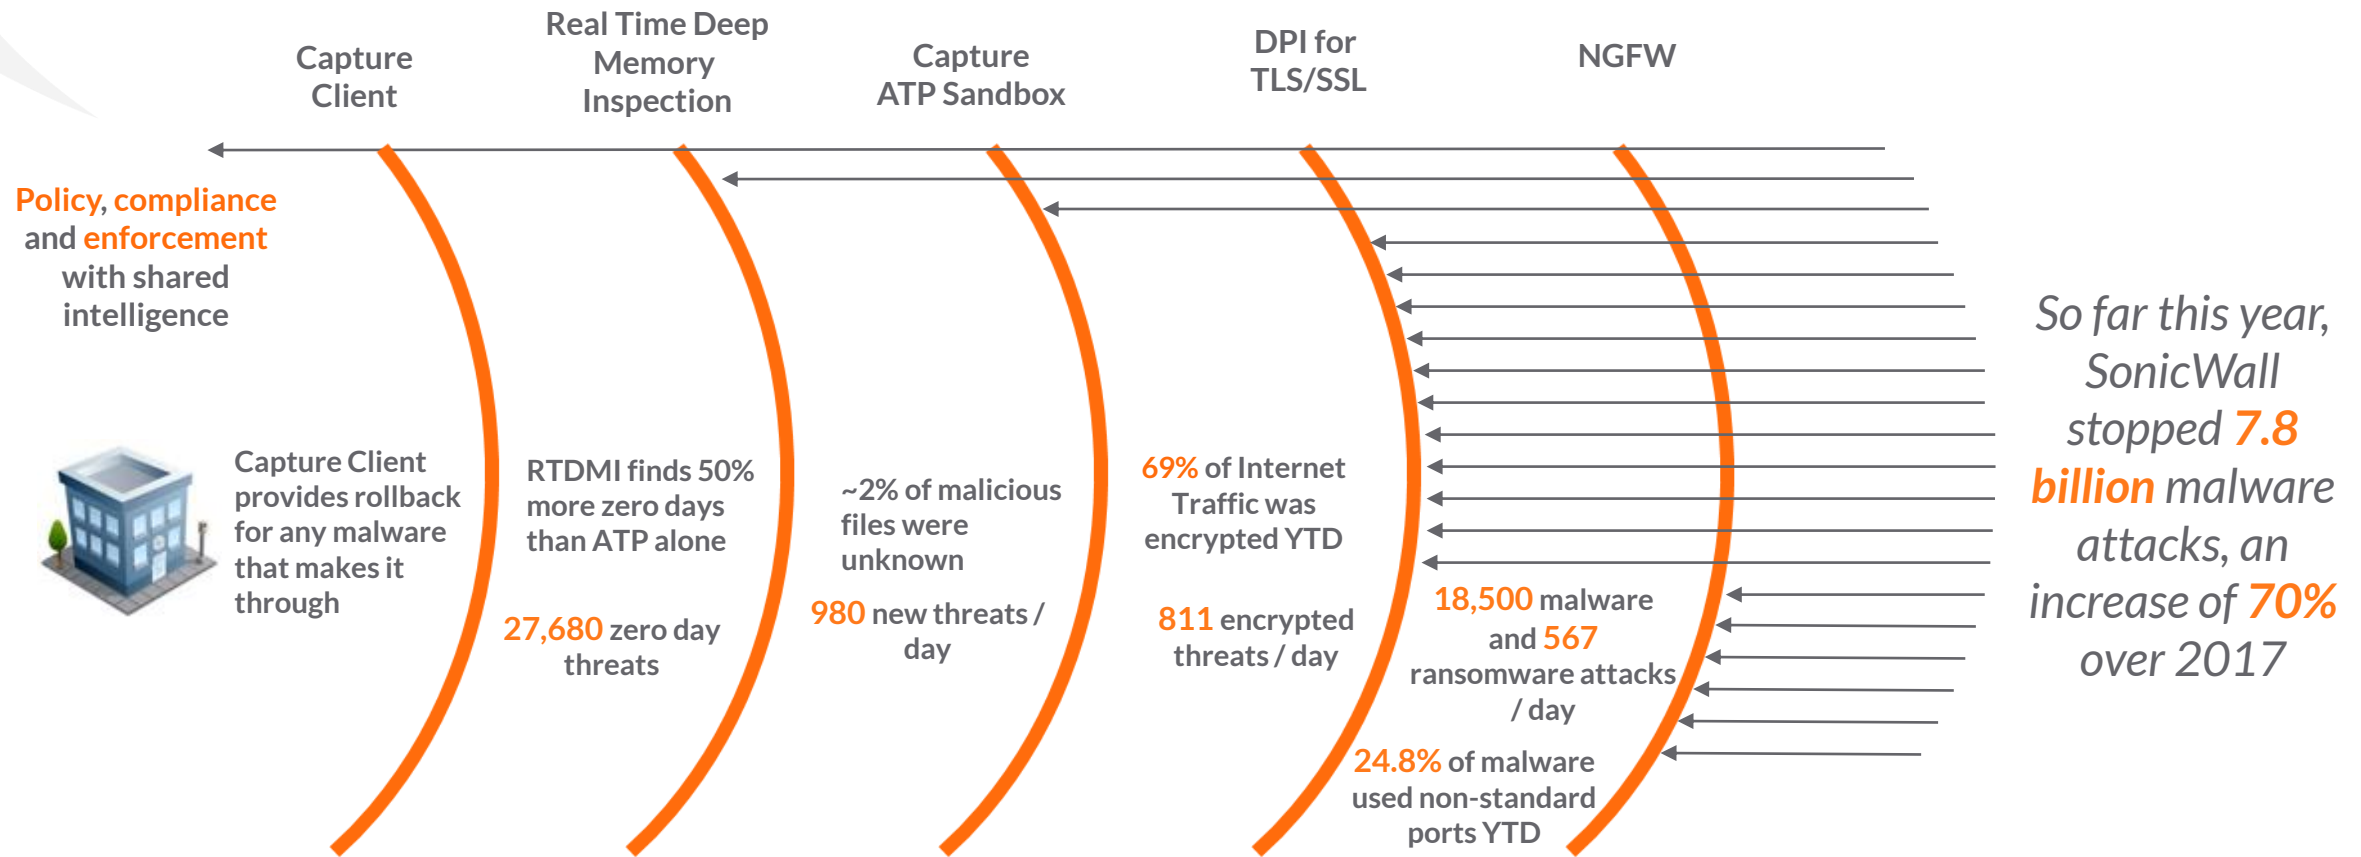 Capture
Client
Real Time Deep
Memory
Inspection
Capture
ATP Sandbox
DPI for
TLS/SSL
NGFW
Policy, compliance
and enforcement
with shared
intelligence
Capture Client
provides rollback
for any malware
that makes it
through
RTDMI finds 50%
more zero days
than ATP alone
27,680 zero day
threats
~2% of malicious
files were
unknown
980 new threats /
day
69% of Internet
Traffic was
encrypted YTD
811 encrypted
threats / day
18,500 malware
and 567
ransomware attacks
/ day
24.8% of malware
used non-standard
ports YTD
So far this year,
SonicWall
stopped 7.8
billion malware
attacks, an
increase of 70%
over 2017